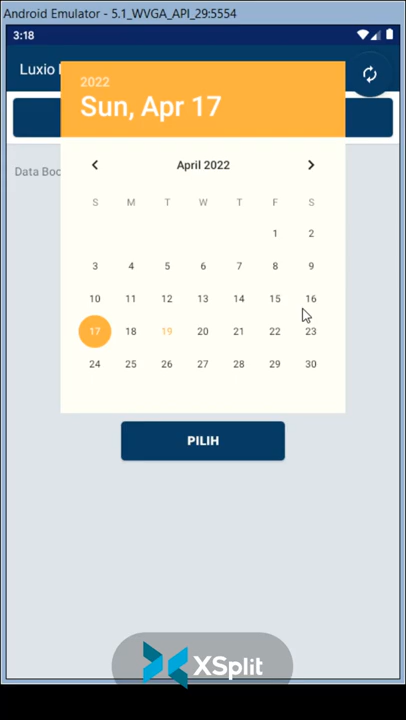 Android Emulator - 5.1_WVGA_API_29:5554
3:18
Luxio
2022
Sun, Apr 17
April 2022
S M T W T F S
1 2
3 4 5 6 7 8 9
10 11 12 13 14 15 16
17 18 19 20 21 22 23
24 25 26 27 28 29 30
Data Boo
PILIH
XSplit